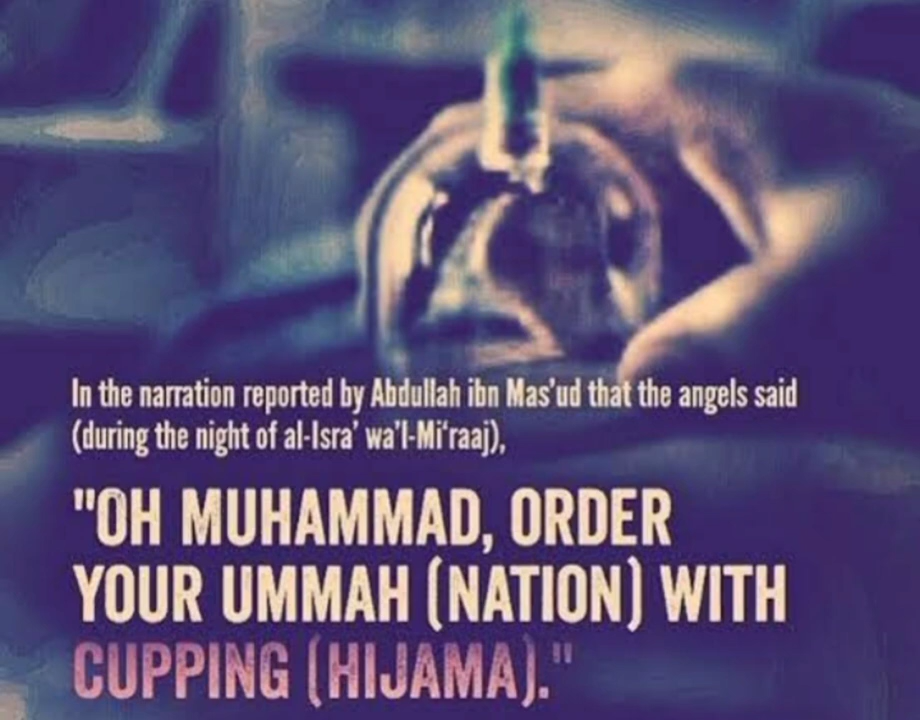 In the narration reported by Abdullah ibn Mas'ud that the angels said
(during the night of al-Isra' wa'l-Mi‘raaj),
"OH MUHAMMAD, ORDER
YOUR UMMAH (NATION) WITH
CUPPING (HIJAMA)."